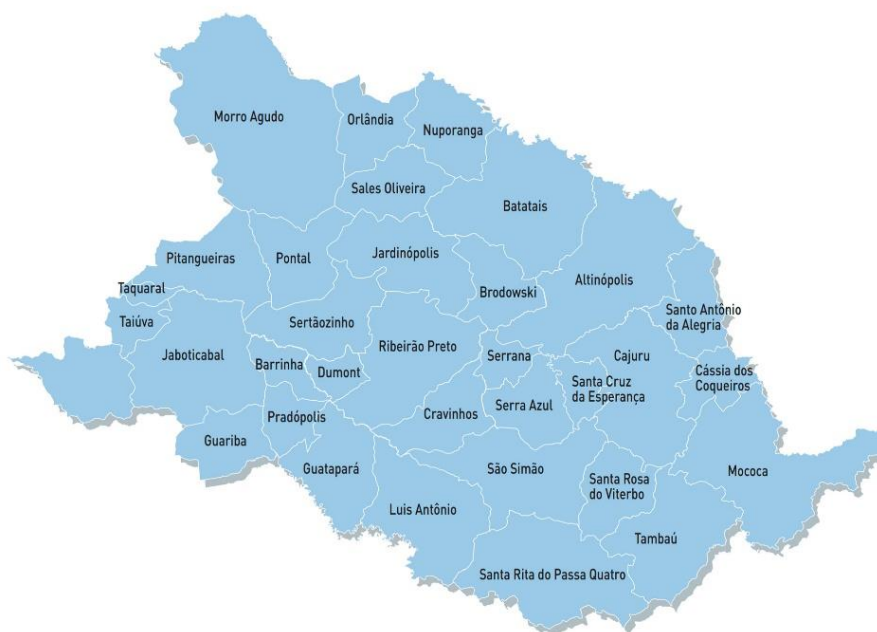 Morro Agudo
Orlândia
Nuporanga
Sales Oliveira
Batatais
Pitangueiras
Pontal
Jardinópolis
Altinópolis
Taquaral
Brodowski
Santo Antônio
da Alegria
Taiúva
Sertãozinho
Jaboticabal
Ribeirão Preto
Serrana
Cajuru
Barrinha
Dumont
Santa Cruz
da Esperança
Cássia dos
Coqueiros
Pradópolis
Cravinhos
Serra Azul
Guariba
Guatapará
São Simão
Santa Rosa
do Viterbo
Mococa
Luis Antônio
Tambaú
Santa Rita do Passa Quatro